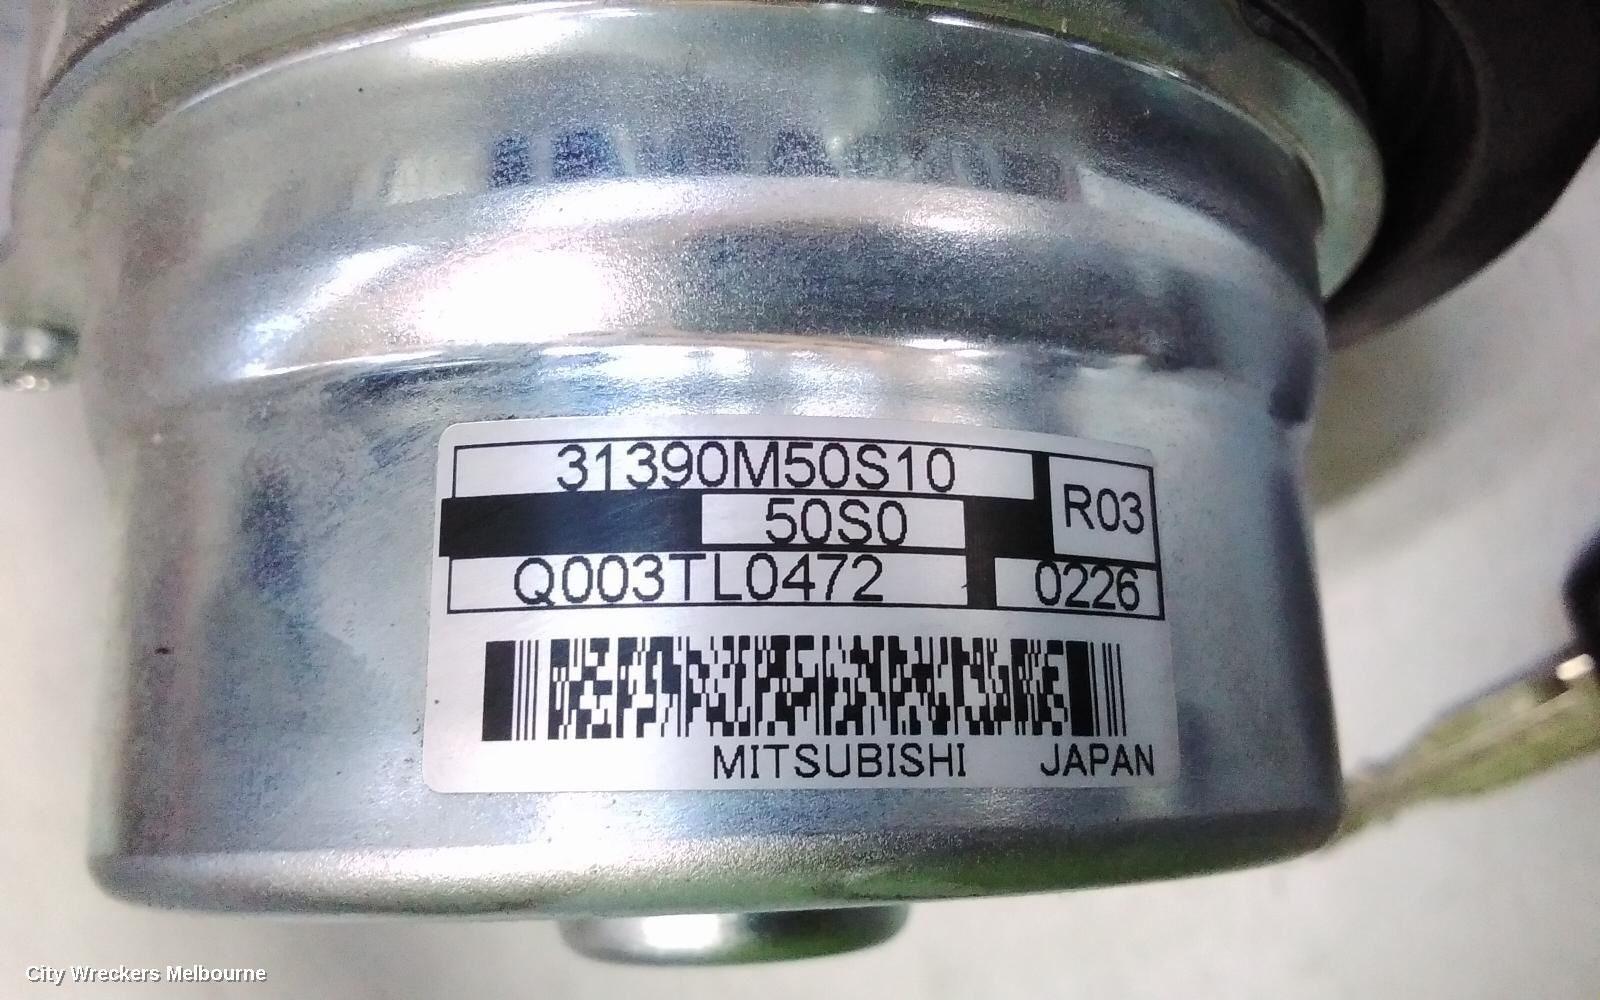 31390M50S10
R03
50S0
Q003TL0472
0226
MITSUBISHI JAPAN
City Wreckers Melbourne